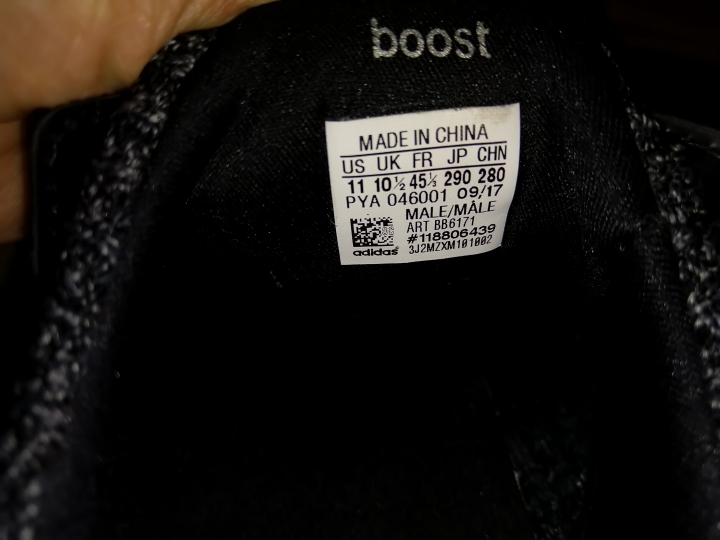 boost
MADE IN CHINA
US UK FR JP CHN
11 10½ 45⅓ 290 280
PYA 046001 09/17
MALE/MÂLE
ART BB6171
#118806439
3J2MZXM101002
adidas